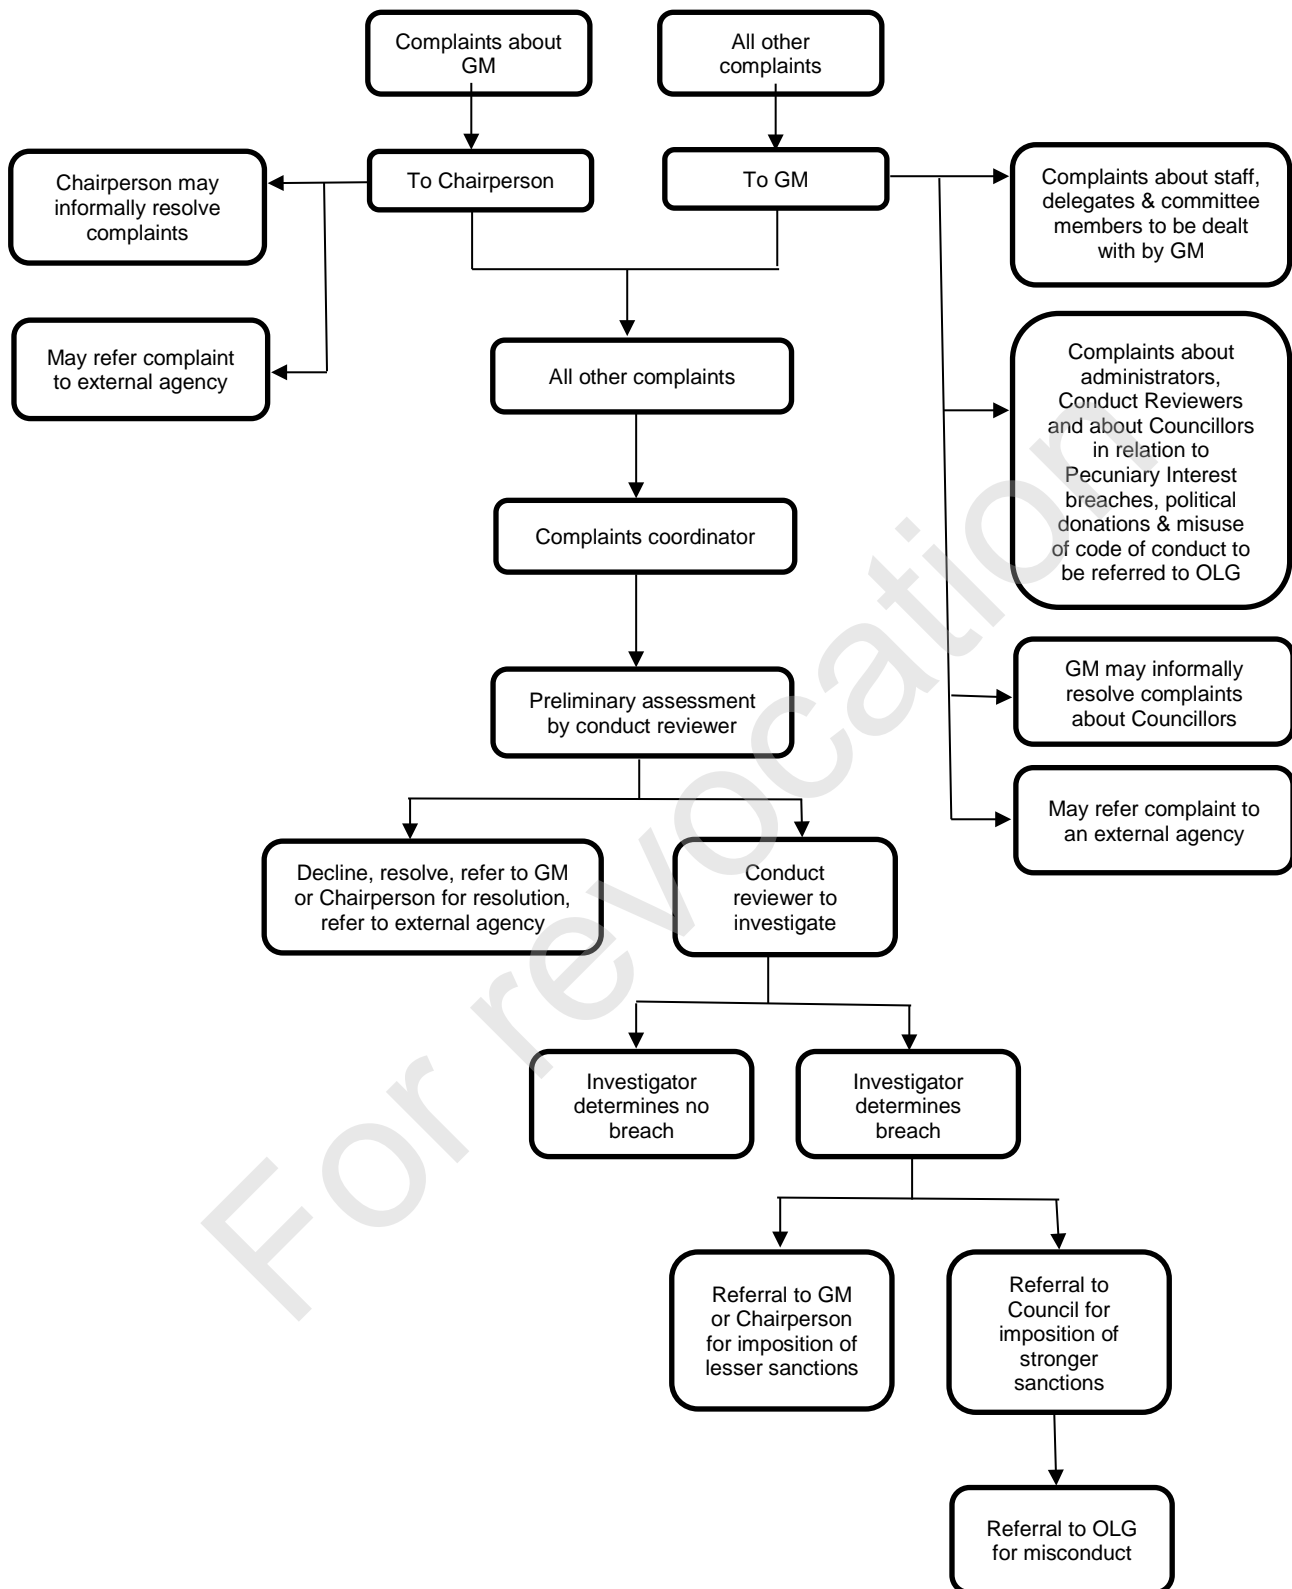 Complaints about
GM
All other
complaints
Chairperson may
informally resolve
complaints
To Chairperson
To GM
Complaints about staff,
delegates & committee
members to be dealt
with by GM
May refer complaint
to external agency
All other complaints
Complaints about
administrators,
Conduct Reviewers
and about Councillors
in relation to
Pecuniary Interest
breaches, political
donations & misuse
of code of conduct to
be referred to OLG
Complaints coordinator
Preliminary assessment
by conduct reviewer
GM may informally
resolve complaints
about Councillors
May refer complaint to
an external agency
Decline, resolve, refer to GM
or Chairperson for resolution,
refer to external agency
Conduct
reviewer to
investigate
Investigator
determines no
breach
Investigator
determines
breach
Referral to GM
or Chairperson
for imposition of
lesser sanctions
Referral to
Council for
imposition of
stronger
sanctions
Referral to OLG
for misconduct
For revocation